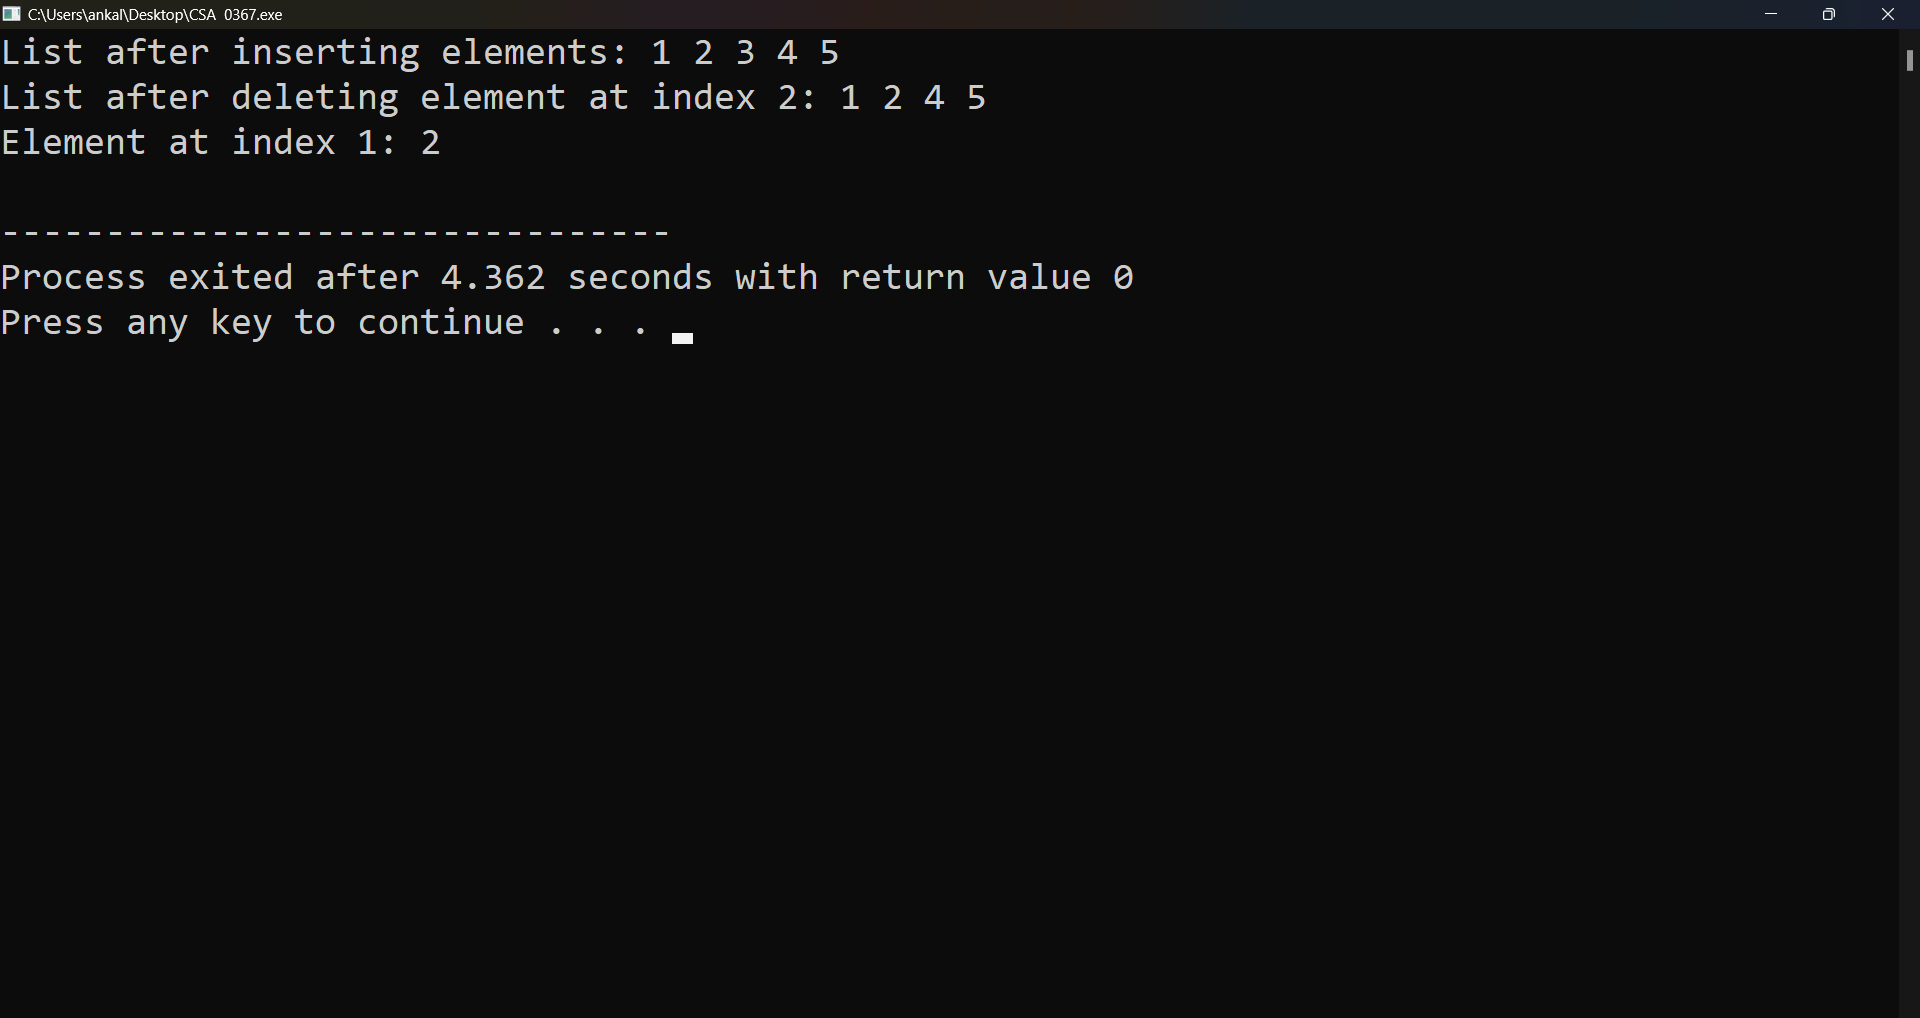 C:\Users\ankal\Desktop\CSA 0367.exe
List after inserting elements: 1 2 3 4 5
List after deleting element at index 2: 1 2 4 5
Element at index 1: 2
--------------------------------
Process exited after 4.362 seconds with return value 0
Press any key to continue . . .